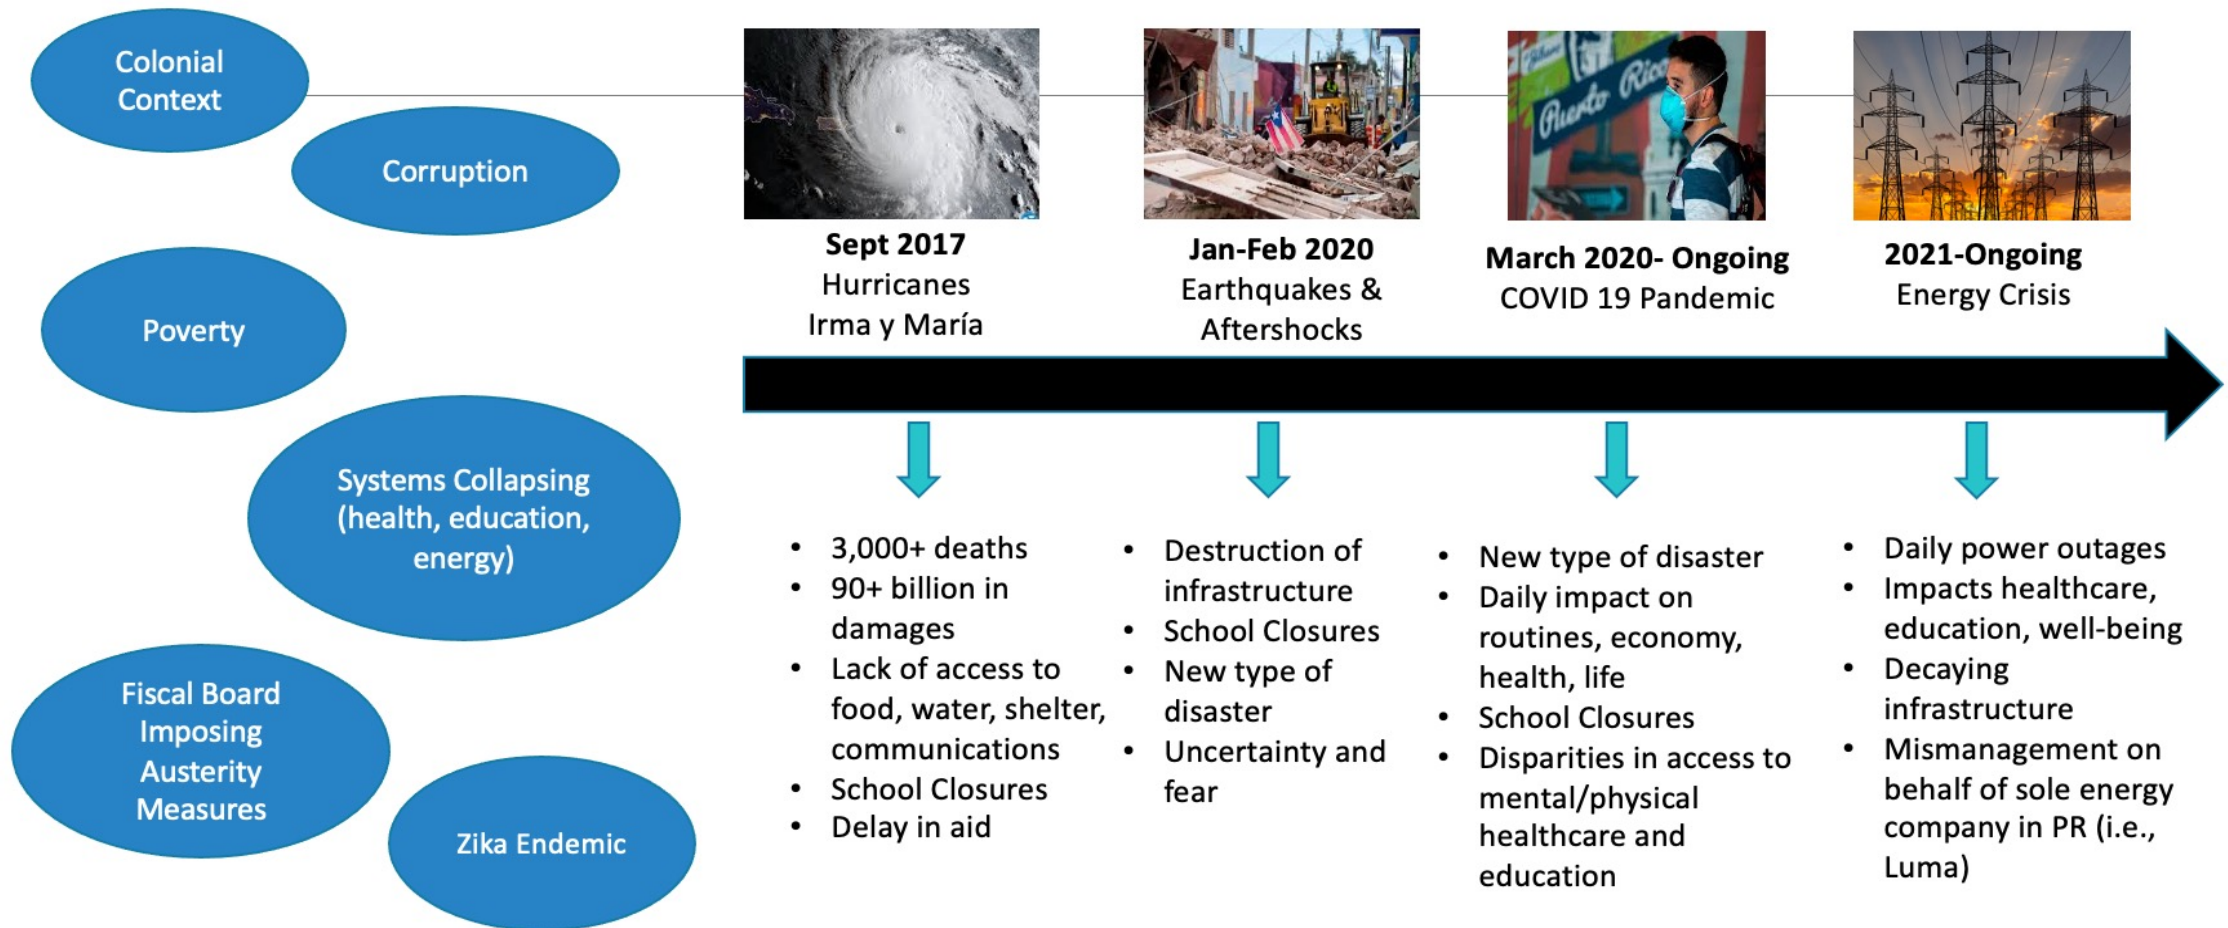 Colonial
Context
Corruption
Poverty
Systems Collapsing
(health, education,
energy)
Fiscal Board
Imposing
Austerity
Measures
Zika Endemic
Puerto Rico
Sept 2017
Hurricanes
Irma y María
Jan-Feb 2020
Earthquakes &
Aftershocks
March 2020- Ongoing
COVID 19 Pandemic
2021-Ongoing
Energy Crisis
• 3,000+ deaths
• 90+ billion in
damages
• Lack of access to
food, water, shelter,
communications
• School Closures
• Delay in aid
• Destruction of
infrastructure
• School Closures
• New type of
disaster
• Uncertainty and
fear
• New type of disaster
• Daily impact on
routines, economy,
health, life
• School Closures
• Disparities in access to
mental/physical
healthcare and
education
• Daily power outages
• Impacts healthcare,
education, well-being
• Decaying
infrastructure
• Mismanagement on
behalf of sole energy
company in PR (i.e.,
Luma)